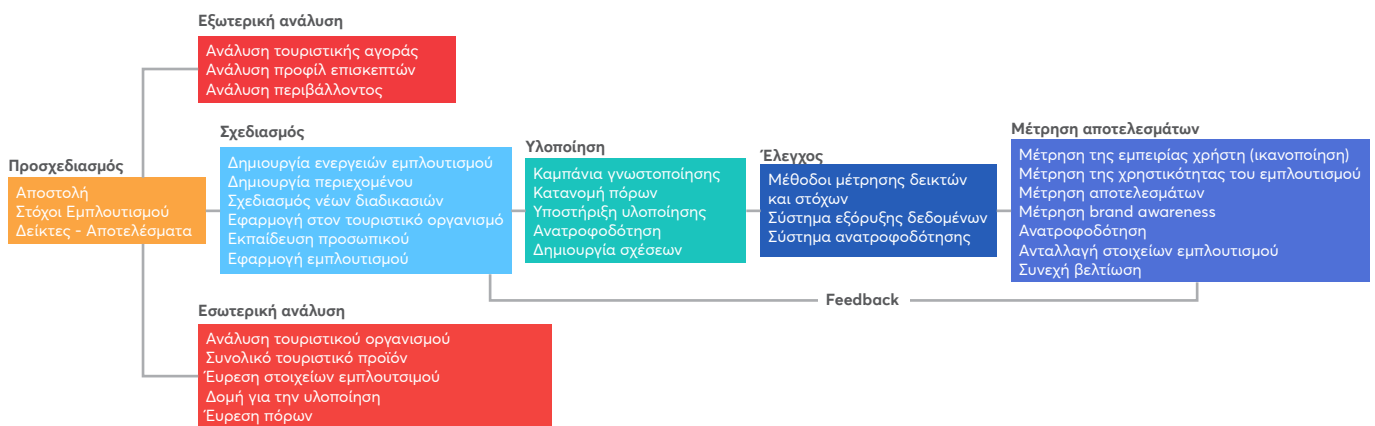 Εξωτερική ανάλυση
Ανάλυση τουριστικής αγοράς
Ανάλυση προφίλ επισκεπτών
Ανάλυση περιβάλλοντος
Προσχεδιασμός
Αποστολή
Στόχοι Εμπλουτισμού
Δείκτες - Αποτελέσματα
Σχεδιασμός
Δημιουργία ενεργειών εμπλουτισμού
Δημιουργία περιεχομένου
Σχεδιασμός νέων διαδικασιών
Εφαρμογή στον τουριστικό οργανισμό
Εκπαίδευση προσωπικού
Εφαρμογή εμπλουτισμού
Υλοποίηση
Καμπάνια γνωστοποίησης
Κατανομή πόρων
Υποστήριξη υλοποίησης
Ανατροφοδότηση
Δημιουργία σχέσεων
Έλεγχος
Μέθοδοι μέτρησης δεικτών
και στόχων
Σύστημα εξόρυξης δεδομένων
Σύστημα ανατροφοδότησης
Μέτρηση αποτελεσμάτων
Μέτρηση της εμπειρίας χρήστη (ικανοποίηση)
Μέτρηση της χρηστικότητας του εμπλουτισμού
Μέτρηση αποτελεσμάτων
Μέτρηση brand awareness
Ανατροφοδότηση
Ανταλλαγή στοιχείων εμπλουτισμού
Συνεχή βελτίωση
Feedback
Εσωτερική ανάλυση
Ανάλυση τουριστικού οργανισμού
Συνολικό τουριστικό προϊόν
Έυρεση στοιχείων εμπλουτσιμού
Δομή για την υλοποίηση
Έυρεση πόρων